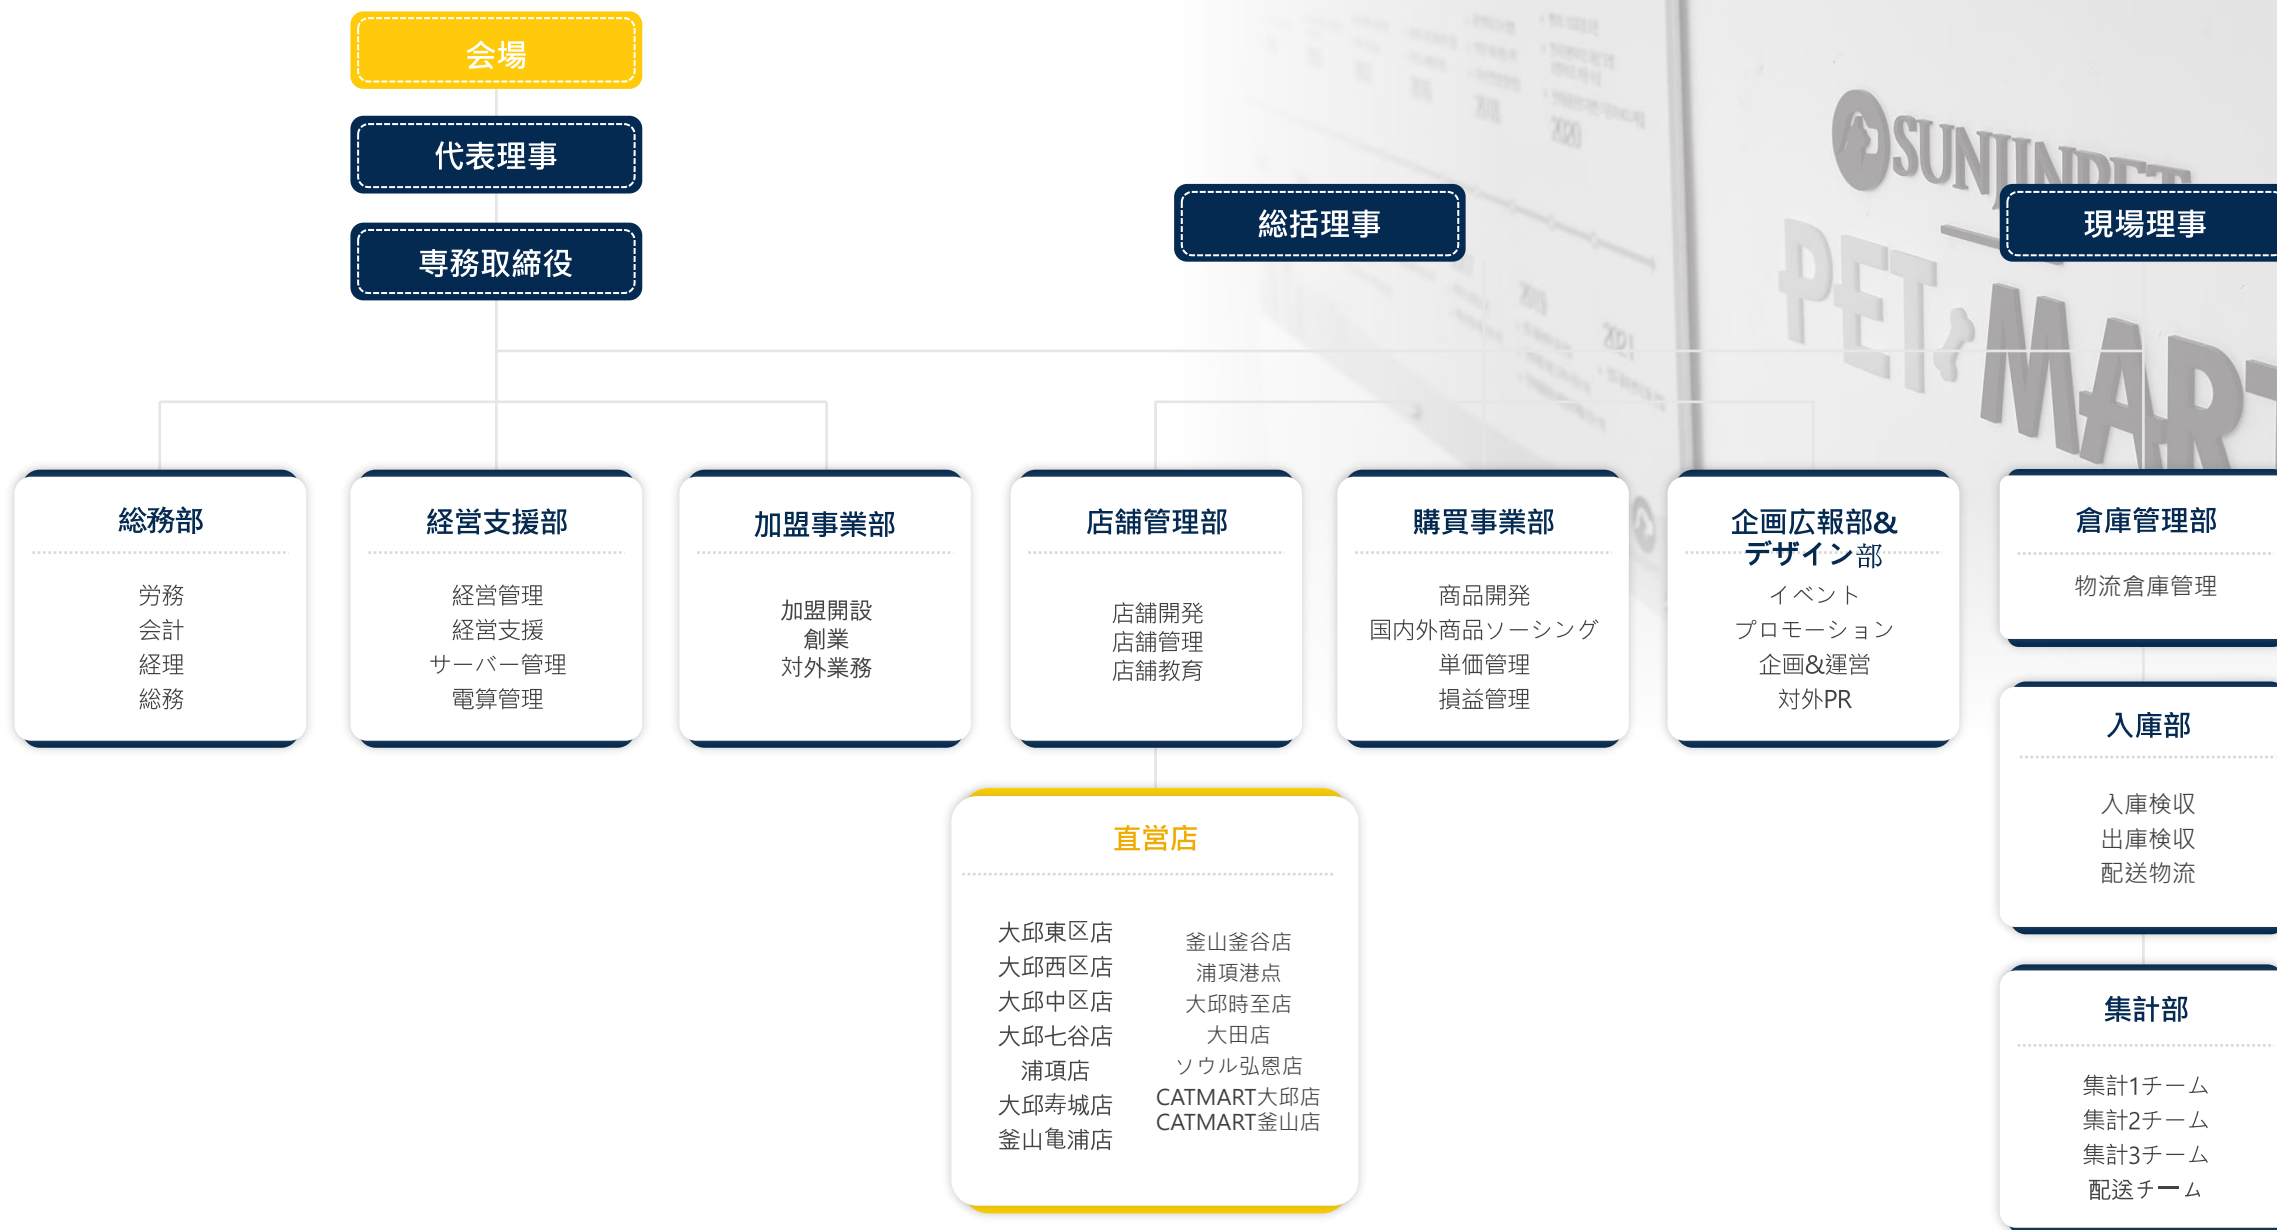 会場
代表理事
専務取締役
総括理事
現場理事
SUNJINPET
PET MART
2016
2018
2020
2019
2021
総務部
労務
会計
経理
総務
経営支援部
経営管理
経営支援
サーバー管理
電算管理
加盟事業部
加盟開設
創業
対外業務
店舗管理部
店舗開発
店舗管理
店舗教育
購買事業部
商品開発
国内外商品ソーシング
単価管理
損益管理
企画広報部&
デザイン部
イベント
プロモーション
企画&運営
対外PR
倉庫管理部
物流倉庫管理
入庫部
入庫検収
出庫検収
配送物流
集計部
集計1チーム
集計2チーム
集計3チーム
配送チーム
直営店
大邱東区店
大邱西区店
大邱中区店
大邱七谷店
浦項店
大邱寿城店
釜山亀浦店
釜山釜谷店
浦項港点
大邱時至店
大田店
ソウル弘恩店
CATMART大邱店
CATMART釜山店